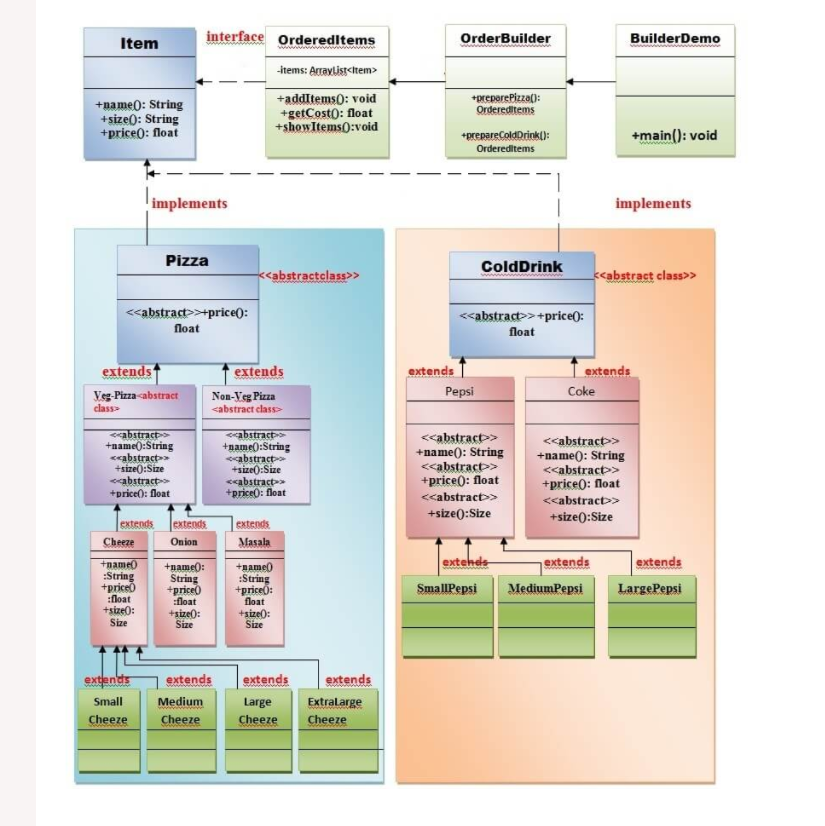 Item
+name(): String
+size(): String
+price(): float
interface
OrderedItems
-items: ArrayList<Item>
+addItems(): void
+getCost(): float
+showItems():void
OrderBuilder
+preparePizza():
OrderedItems
+prepareColdDrink():
OrderedItems
BuilderDemo
+main(): void
implements
implements
Pizza
<<abstractclass>>
<<abstract>>+price():
float
ColdDrink
<<abstract class>>
<<abstract>>+price():
float
extends
extends
Veg-Pizza<abstract
class>
<<abstract>>
+name():String
<<abstract>>
+size():Size
<<abstract>>
+price(): float
Non-Veg Pizza
<abstract class>
<<abstract>>
+name():String
<<abstract>>
+size():Size
<<abstract>>
+price(): float
extends
extends
Pepsi
<<abstract>>
+name(): String
<<abstract>>
+price(): float
<<abstract>>
+size():Size
Coke
<<abstract>>
+name(): String
<<abstract>>
+price(): float
<<abstract>>
+size():Size
extends
extends
extends
Cheeze
+name()
:String
+price()
:float
+size():
Size
Onion
+name():
String
+price()
:float
+size():
Size
Masala
+name()
:String
+price()
float
+size():
Size
extends
extends
extends
SmallPepsi
MediumPepsi
LargePepsi
extends
extends
extends
extends
Small
Cheeze
Medium
Cheeze
Large
Cheeze
ExtraLarge
Cheeze